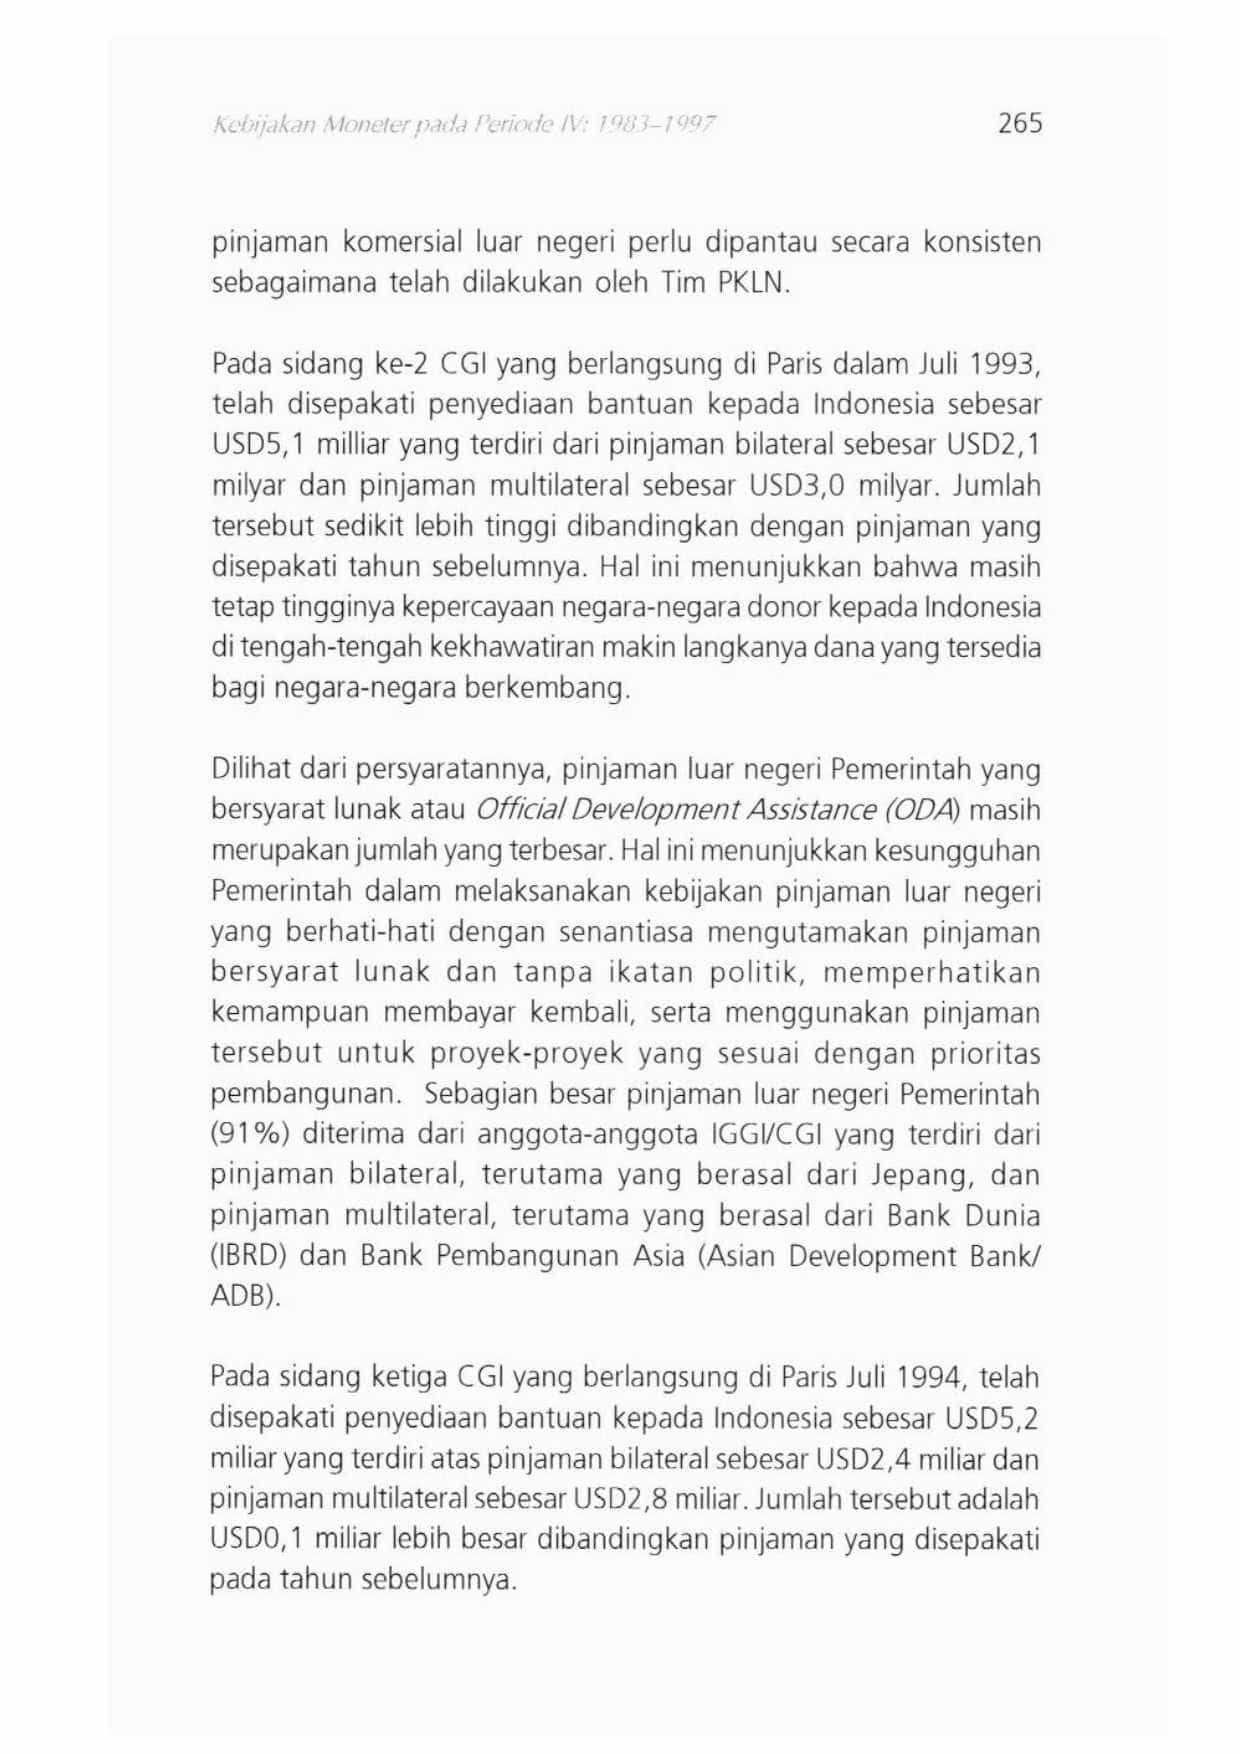 Kebijakan Moneter pada Periode IV: 1983–1997 265
pinjaman komersial luar negeri perlu dipantau secara konsisten
sebagaimana telah dilakukan oleh Tim PKLN.
Pada sidang ke-2 CGI yang berlangsung di Paris dalam Juli 1993,
telah disepakati penyediaan bantuan kepada Indonesia sebesar
USD5,1 milliar yang terdiri dari pinjaman bilateral sebesar USD2,1
milyar dan pinjaman multilateral sebesar USD3,0 milyar. Jumlah
tersebut sedikit lebih tinggi dibandingkan dengan pinjaman yang
disepakati tahun sebelumnya. Hal ini menunjukkan bahwa masih
tetap tingginya kepercayaan negara-negara donor kepada Indonesia
di tengah-tengah kekhawatiran makin langkanya dana yang tersedia
bagi negara-negara berkembang.
Dilihat dari persyaratannya, pinjaman luar negeri Pemerintah yang
bersyarat lunak atau Official Development Assistance (ODA) masih
merupakan jumlah yang terbesar. Hal ini menunjukkan kesungguhan
Pemerintah dalam melaksanakan kebijakan pinjaman luar negeri
yang berhati-hati dengan senantiasa mengutamakan pinjaman
bersyarat lunak dan tanpa ikatan politik, memperhatikan
kemampuan membayar kembali, serta menggunakan pinjaman
tersebut untuk proyek-proyek yang sesuai dengan prioritas
pembangunan. Sebagian besar pinjaman luar negeri Pemerintah
(91%) diterima dari anggota-anggota IGGI/CGI yang terdiri dari
pinjaman bilateral, terutama yang berasal dari Jepang, dan
pinjaman multilateral, terutama yang berasal dari Bank Dunia
(IBRD) dan Bank Pembangunan Asia (Asian Development Bank/
ADB).
Pada sidang ketiga CGI yang berlangsung di Paris Juli 1994, telah
disepakati penyediaan bantuan kepada Indonesia sebesar USD5,2
miliar yang terdiri atas pinjaman bilateral sebesar USD2,4 miliar dan
pinjaman multilateral sebesar USD2,8 miliar. Jumlah tersebut adalah
USD0,1 miliar lebih besar dibandingkan pinjaman yang disepakati
pada tahun sebelumnya.